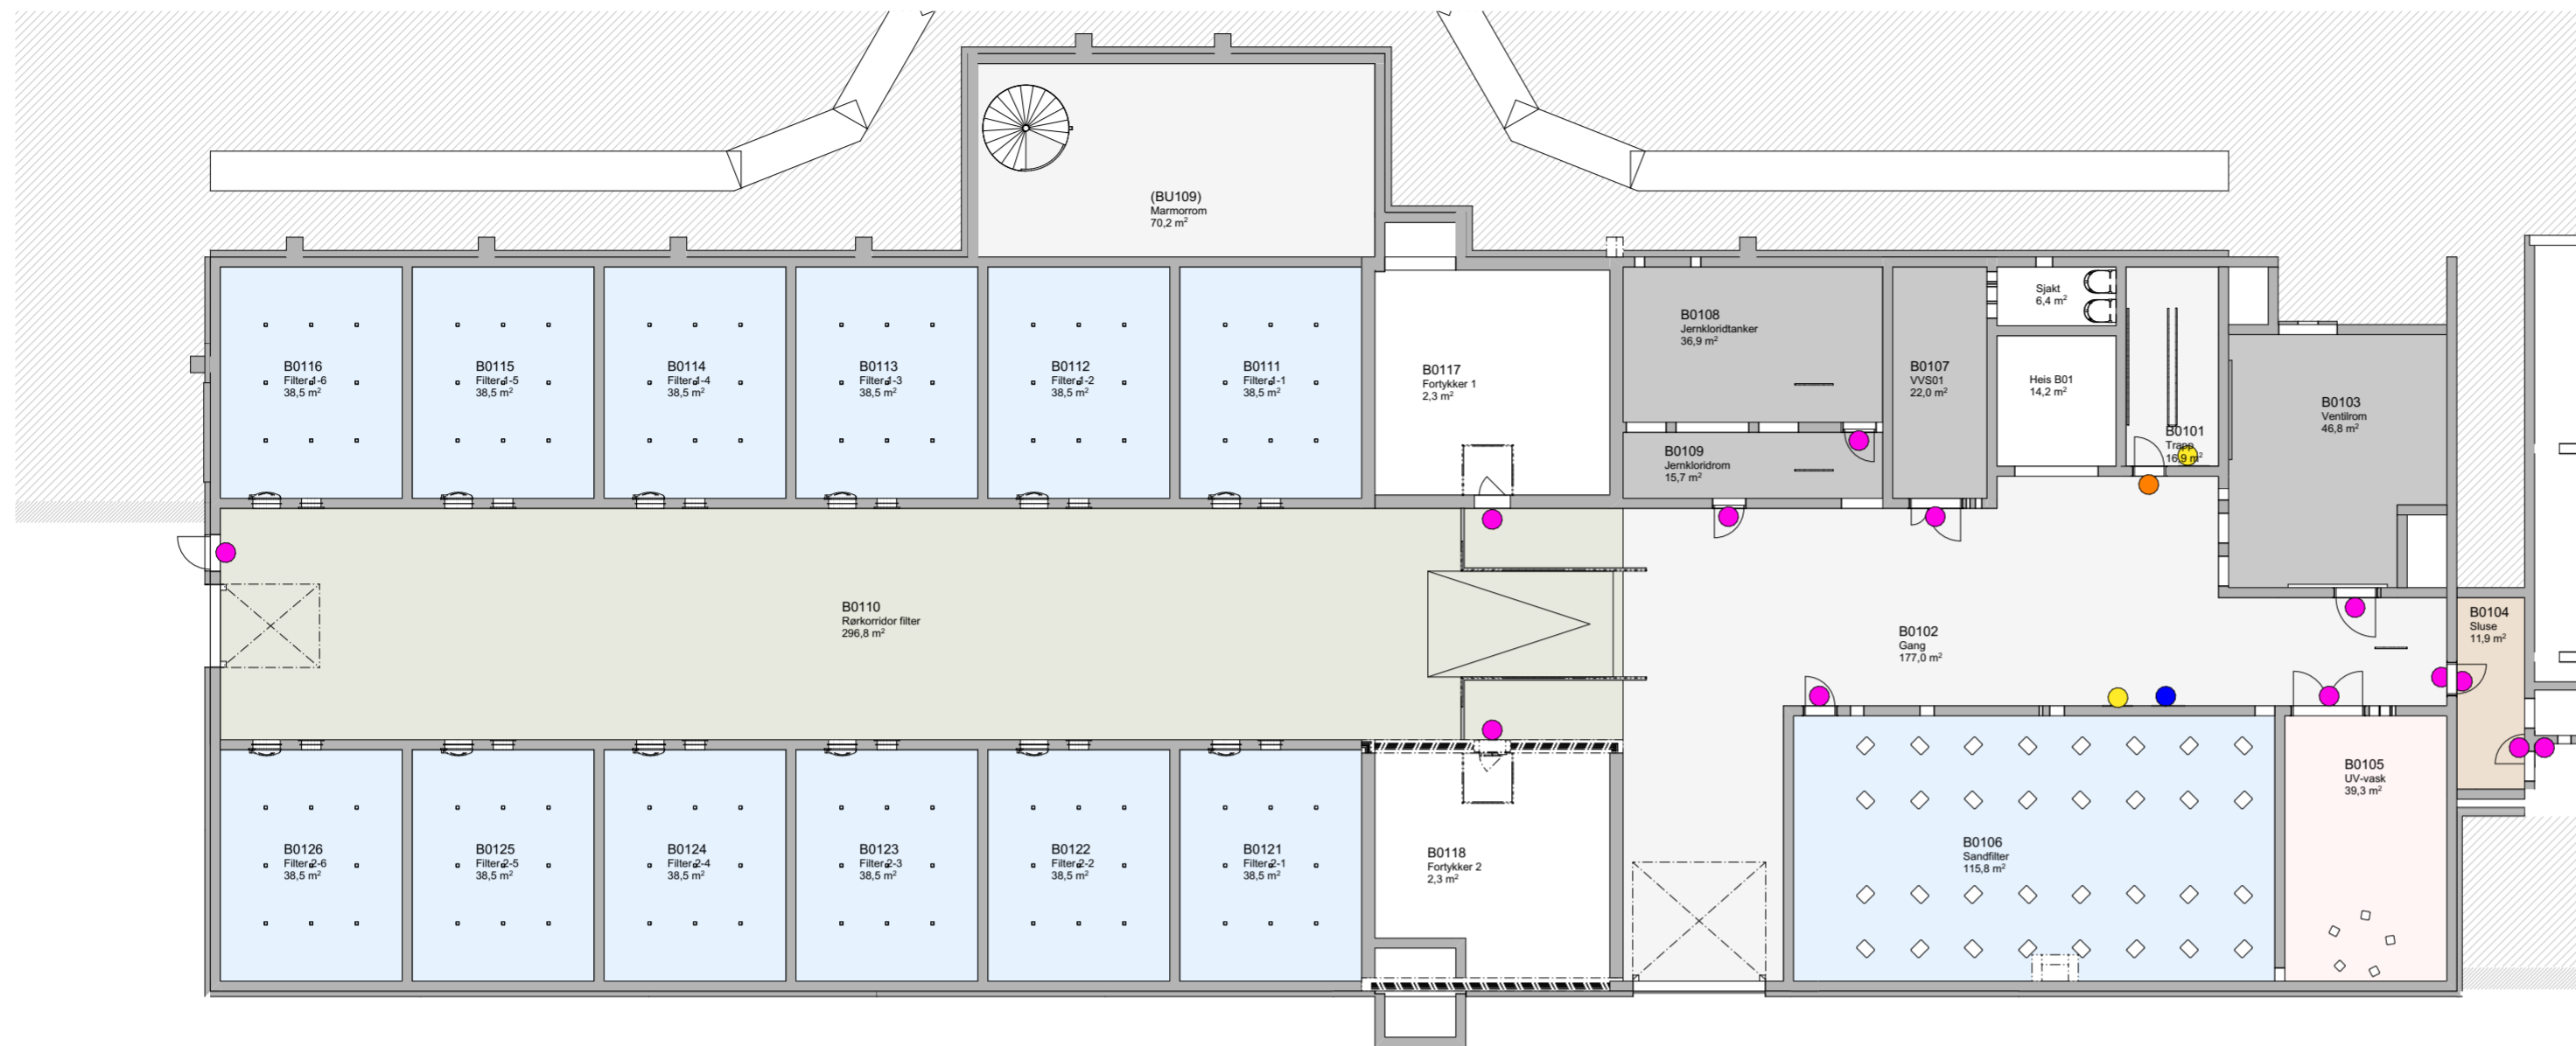 (BU109)
Marmorrom
70,2 m²
B0116
Filter 1-6
38,5 m²
B0115
Filter 1-5
38,5 m²
B0114
Filter 1-4
38,5 m²
B0113
Filter 1-3
38,5 m²
B0112
Filter 1-2
38,5 m²
B0111
Filter 1-1
38,5 m²
B0117
Fortykker 1
2,3 m²
B0108
Jernkloridtanker
36,9 m²
B0109
Jernkloridrom
15,7 m²
B0107
VVS01
22,0 m²
Sjakt
6,4 m²
Heis B01
14,2 m²
B0101
Trapp
16,9 m²
B0103
Ventilrom
46,8 m²
B0110
Rørkorridor filter
296,8 m²
B0102
Gang
177,0 m²
B0104
Sluse
11,9 m²
B0126
Filter 2-6
38,5 m²
B0125
Filter 2-5
38,5 m²
B0124
Filter 2-4
38,5 m²
B0123
Filter 2-3
38,5 m²
B0122
Filter 2-2
38,5 m²
B0121
Filter 2-1
38,5 m²
B0118
Fortykker 2
2,3 m²
B0106
Sandfilter
115,8 m²
B0105
UV-vask
39,3 m²